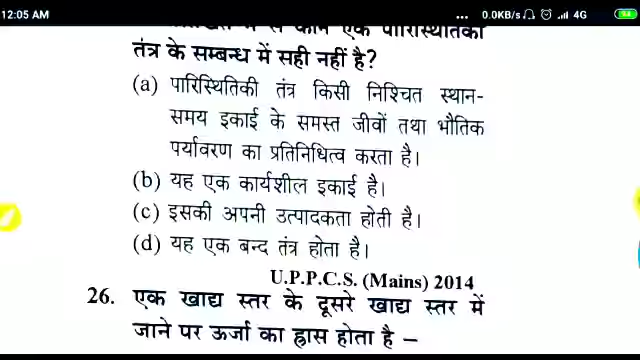 12:05 AM ... 0.0KB/s 4G
में से कौन एक पारिस्थितिकी
तंत्र के सम्बन्ध में सही नहीं है?
(a) पारिस्थितिकी तंत्र किसी निश्चित स्थान-
समय इकाई के समस्त जीवों तथा भौतिक
पर्यावरण का प्रतिनिधित्व करता है।
(b) यह एक कार्यशील इकाई है।
(c) इसकी अपनी उत्पादकता होती है।
(d) यह एक बन्द तंत्र होता है।
U.P.P.C.S. (Mains) 2014
26. एक खाद्य स्तर के दूसरे खाद्य स्तर में
जाने पर ऊर्जा का ह्रास होता है –